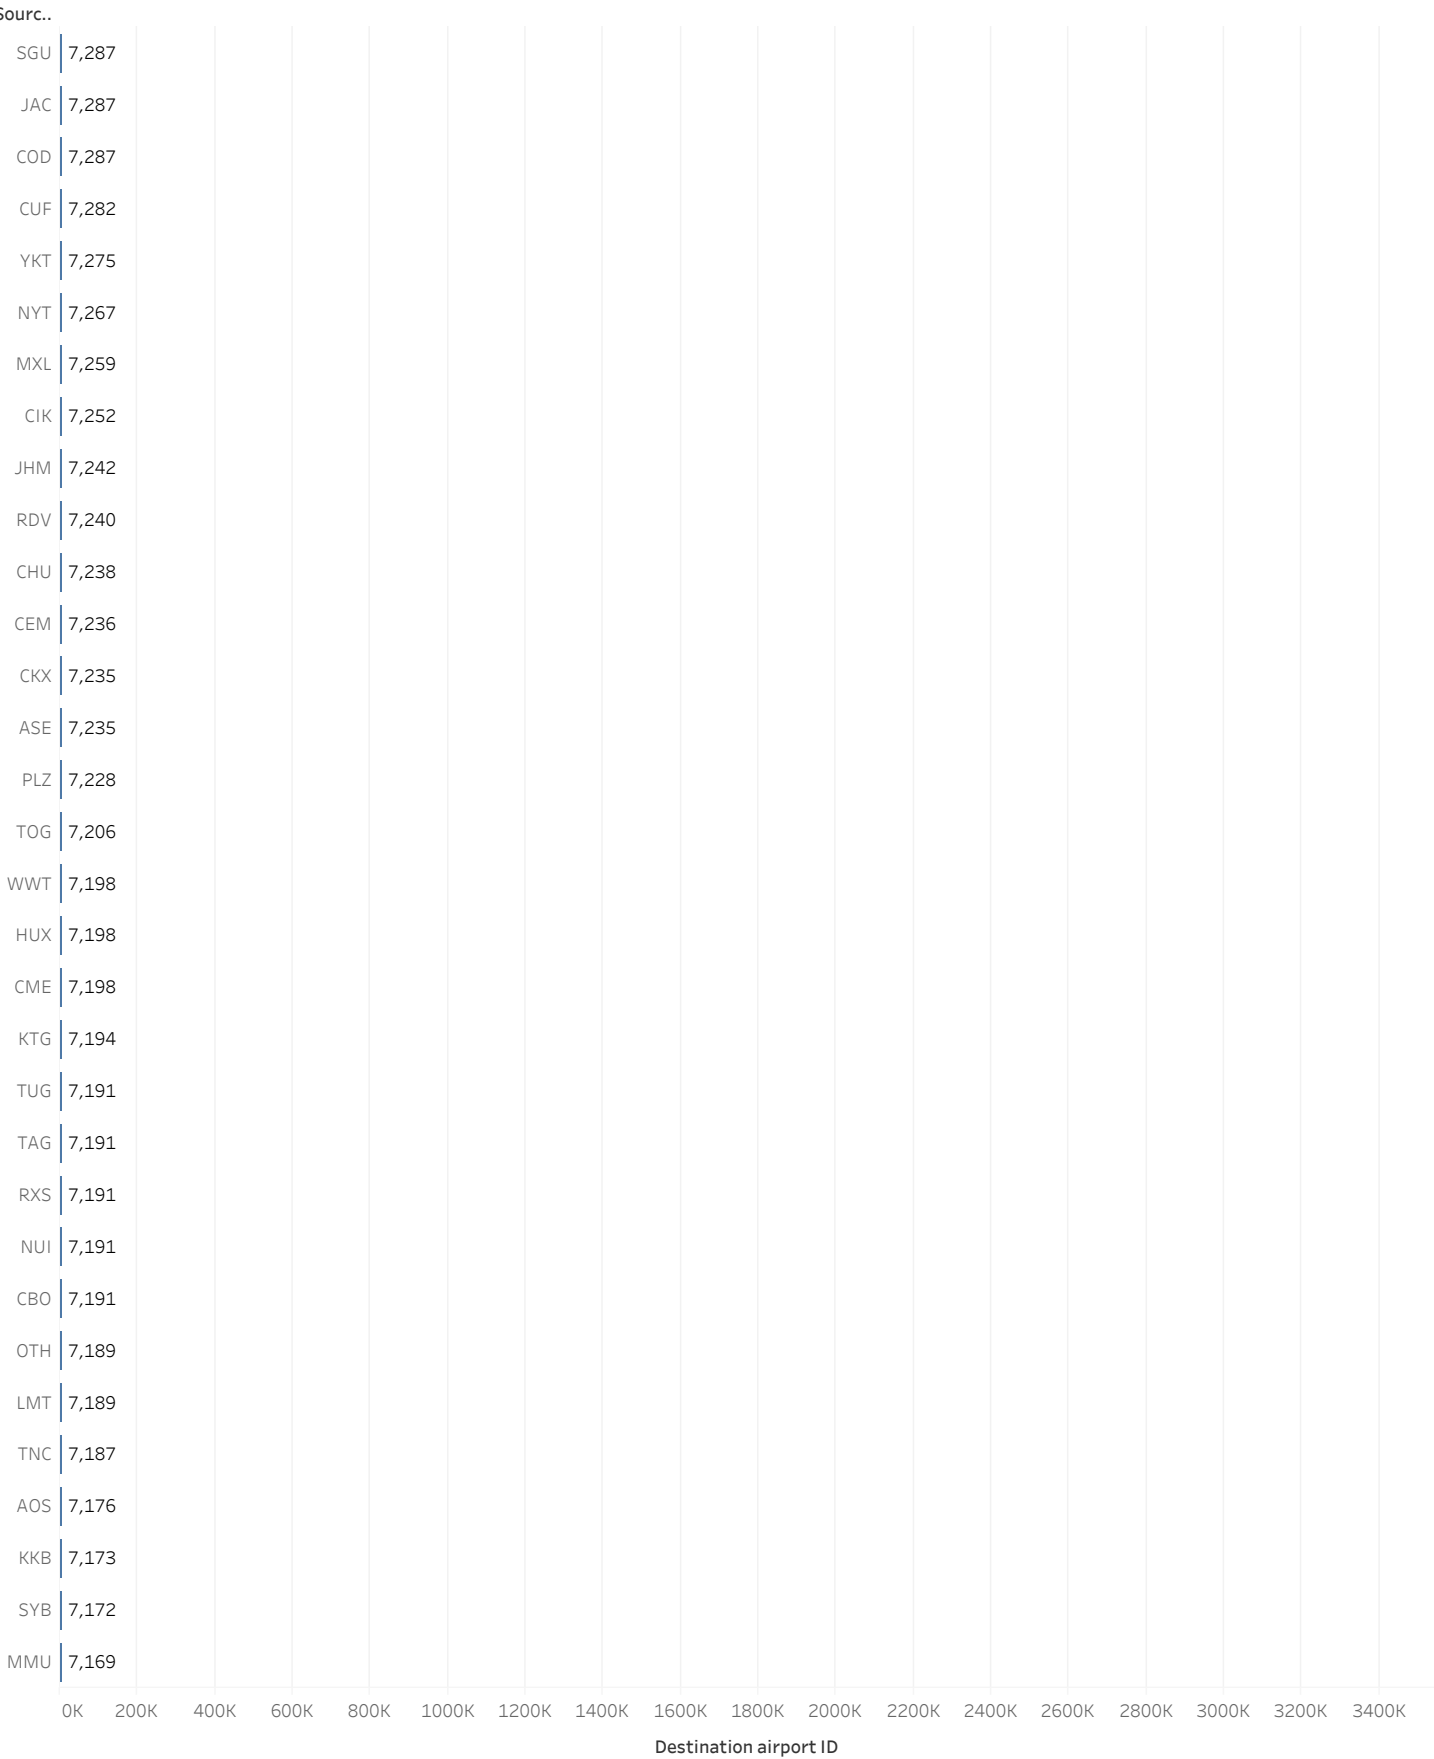 Sourc..
SGU 7,287
JAC 7,287
COD 7,287
CUF 7,282
YKT 7,275
NYT 7,267
MXL 7,259
CIK 7,252
JHM 7,242
RDV 7,240
CHU 7,238
CEM 7,236
CKX 7,235
ASE 7,235
PLZ 7,228
TOG 7,206
WWT 7,198
HUX 7,198
CME 7,198
KTG 7,194
TUG 7,191
TAG 7,191
RXS 7,191
NUI 7,191
CBO 7,191
OTH 7,189
LMT 7,189
TNC 7,187
AOS 7,176
KKB 7,173
SYB 7,172
MMU 7,169
0K 200K 400K 600K 800K 1000K 1200K 1400K 1600K 1800K 2000K 2200K 2400K 2600K 2800K 3000K 3200K 3400K
Destination airport ID